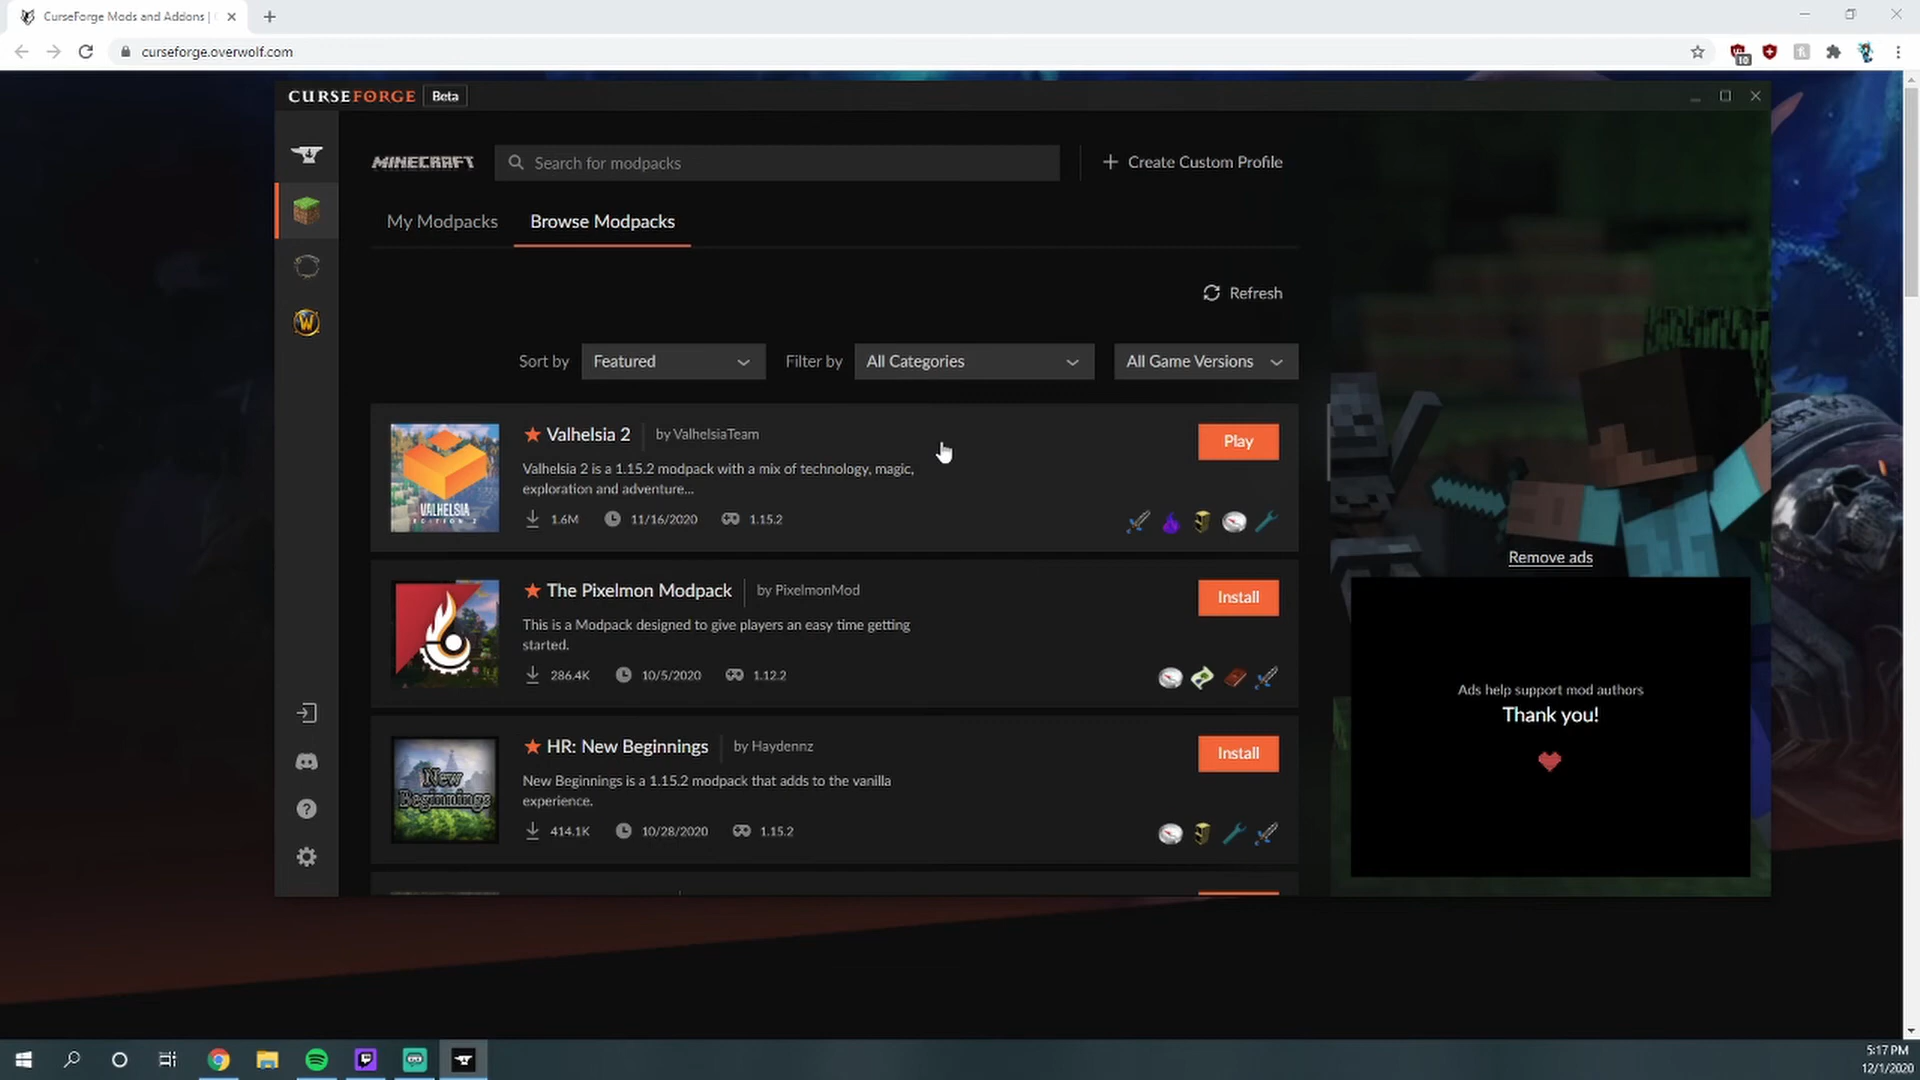 CurseForge Mods and Addons |
curseforge.overwolf.com
10
CURSEFORGE Beta
MINECRAFT
Search for modpacks
Create Custom Profile
My Modpacks
Browse Modpacks
Refresh
Sort by
Featured
Filter by
All Categories
All Game Versions
Valhelsia 2
by ValhelsiaTeam
Play
Valhelsia 2 is a 1.15.2 modpack with a mix of technology, magic,
exploration and adventure...
1.6M
11/16/2020
1.15.2
VALHELSIA
EDITION 2
The Pixelmon Modpack
by PixelmonMod
Install
This is a Modpack designed to give players an easy time getting
started.
286.4K
10/5/2020
1.12.2
HR: New Beginnings
by Haydennz
Install
New Beginnings is a 1.15.2 modpack that adds to the vanilla
experience.
414.1K
10/28/2020
1.15.2
New
Beginnings
Remove ads
Ads help support mod authors
Thank you!
5:17 PM
12/1/2020